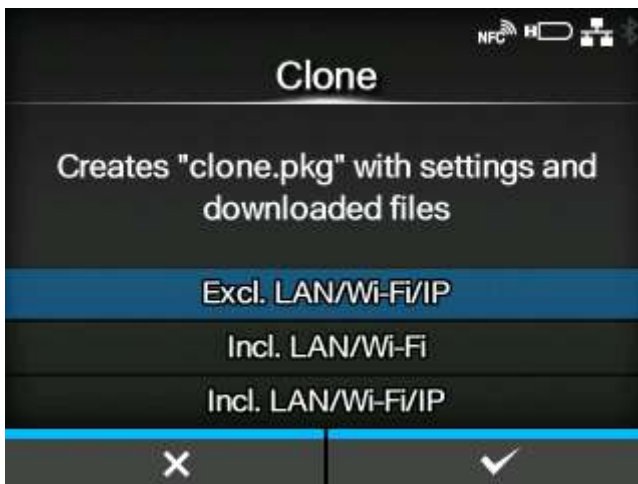 NFC
Clone
Creates "clone.pkg" with settings and
downloaded files
Excl. LAN/Wi-Fi/IP
Incl. LAN/Wi-Fi
Incl. LAN/Wi-Fi/IP